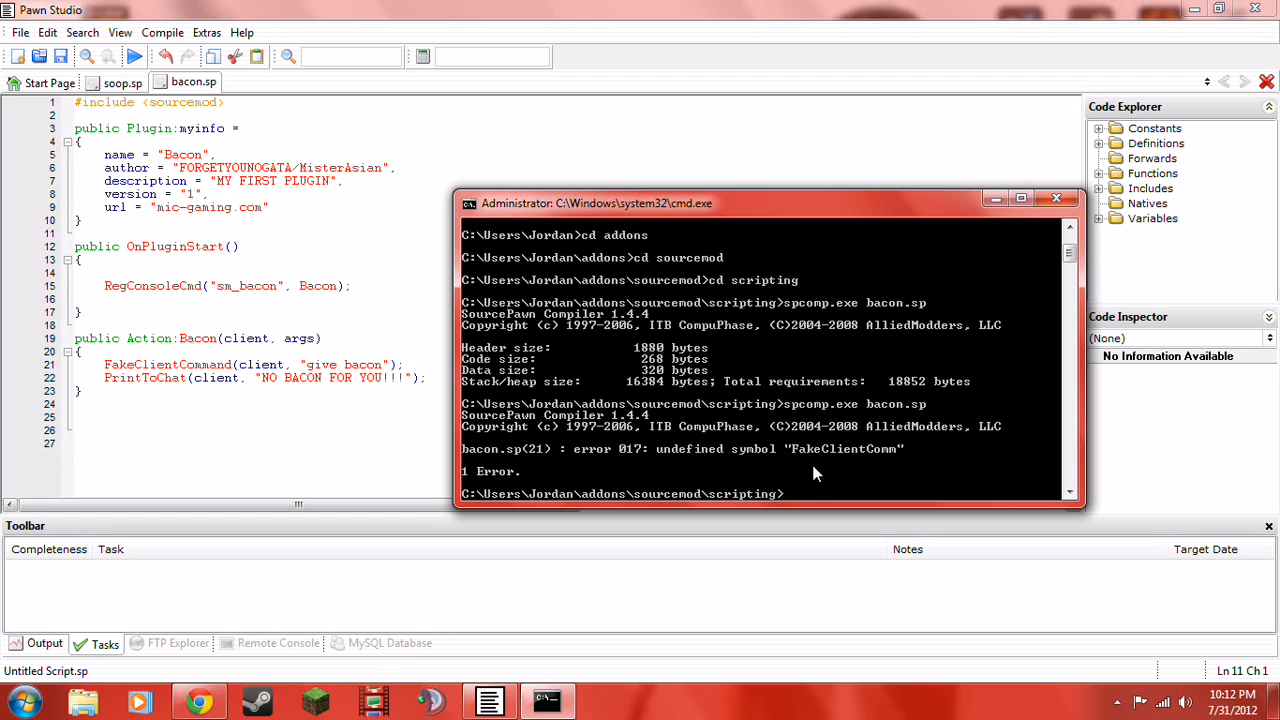 Pawn Studio
File Edit Search View Compile Extras Help
Start Page soop.sp bacon.sp
1 #include <sourcemod>
2
3 public Plugin:myinfo =
4 {
5 name = "Bacon",
6 author = "FORGETYOUNOGATA/MisterAsian",
7 description = "MY FIRST PLUGIN",
8 version = "1",
9 url = "mic-gaming.com"
10 }
11
12 public OnPluginStart()
13 {
14
15 RegConsoleCmd("sm_bacon", Bacon);
16
17 }
18
19 public Action:Bacon(client, args)
20 {
21 FakeClientCommand(client, "give bacon");
22 PrintToChat(client, "NO BACON FOR YOU!!!");
23 }
24
25
26
27
Administrator: C:\Windows\system32\cmd.exe
C:\Users\Jordan>cd addons
C:\Users\Jordan\addons>cd sourcemod
C:\Users\Jordan\addons\sourcemod>cd scripting
C:\Users\Jordan\addons\sourcemod\scripting>spcomp.exe bacon.sp
SourcePawn Compiler 1.4.4
Copyright (c) 1997-2006, ITB CompuPhase, (C)2004-2008 AlliedModders, LLC
Header size: 1880 bytes
Code size: 268 bytes
Data size: 320 bytes
Stack/heap size: 16384 bytes; Total requirements: 18852 bytes
C:\Users\Jordan\addons\sourcemod\scripting>spcomp.exe bacon.sp
SourcePawn Compiler 1.4.4
Copyright (c) 1997-2006, ITB CompuPhase, (C)2004-2008 AlliedModders, LLC
bacon.sp(21) : error 017: undefined symbol "FakeClientComm"
1 Error.
C:\Users\Jordan\addons\sourcemod\scripting>
Code Explorer
Constants
Definitions
Forwards
Functions
Includes
Natives
Variables
Code Inspector
(None)
No Information Available
Toolbar
Completeness Task Notes Target Date
Output Tasks FTP Explorer Remote Console MySQL Database
Untitled Script.sp Ln 11 Ch 1
10:12 PM
7/31/2012